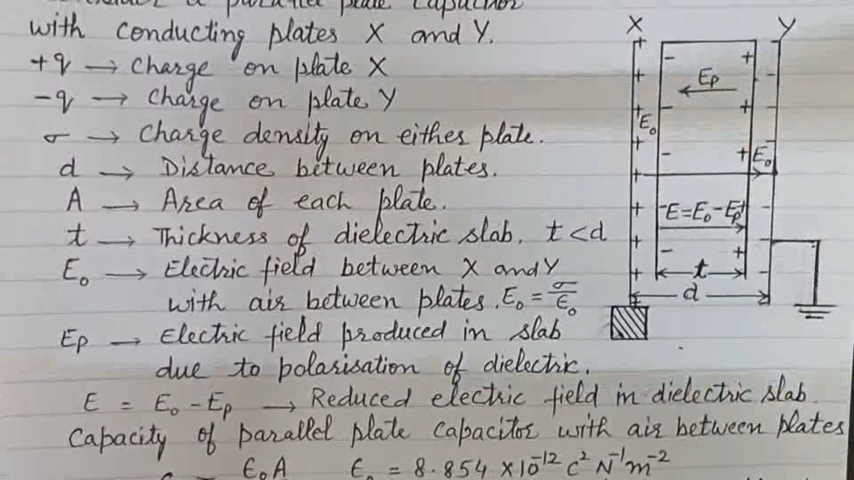 parallel plate capacitor
with conducting plates X and Y.
+q → Charge on plate X
-q → Charge on plate Y
σ → Charge density on either plate.
d → Distance between plates.
A → Area of each plate.
t → Thickness of dielectric slab. t < d
E₀ → Electric field between X and Y
with air between plates. E₀ = σ/ε₀
Ep → Electric field produced in slab
due to polarisation of dielectric.
E = E₀ - Ep → Reduced electric field in dielectric slab
Capacity of parallel plate capacitor with air between plates
ε₀A ε₀ = 8.854 × 10⁻¹² C² N⁻¹ m⁻²
X Y
Ep
E₀
E₀
E = E₀ - Ep
t
d